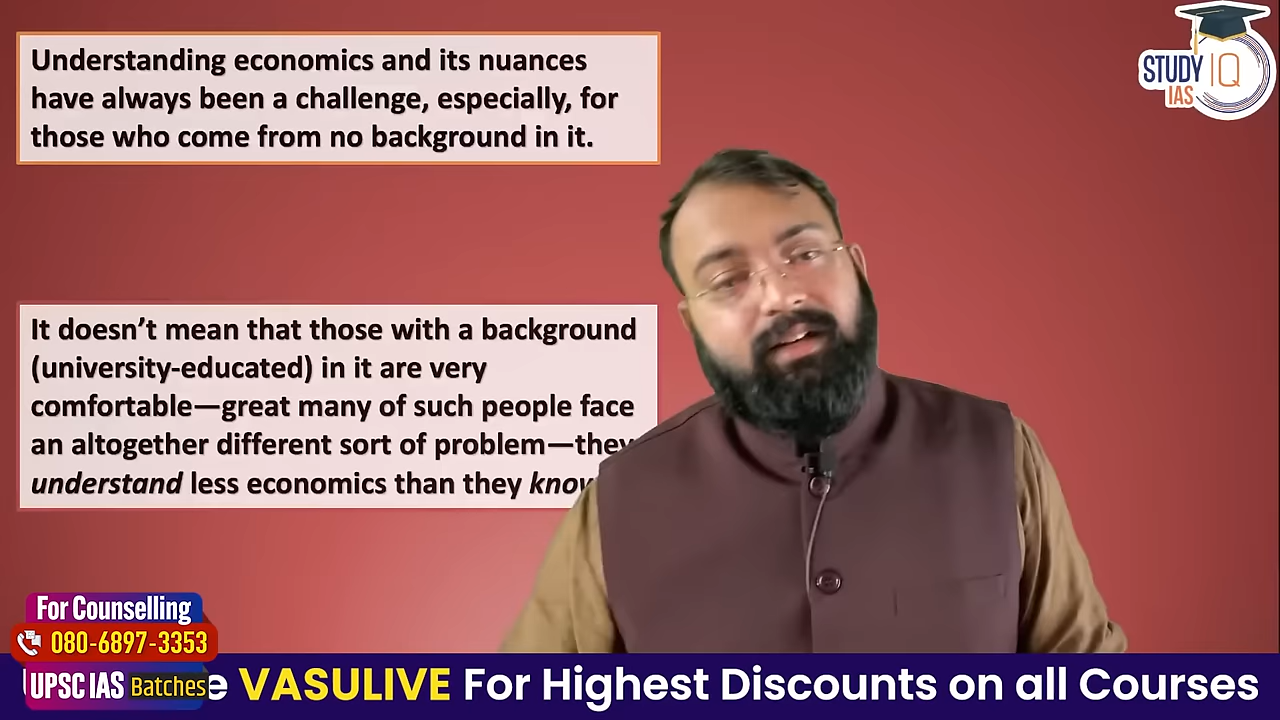 Understanding economics and its nuances
have always been a challenge, especially, for
those who come from no background in it.
It doesn’t mean that those with a background
(university-educated) in it are very
comfortable—great many of such people face
an altogether different sort of problem—they
understand less economics than they
STUDY IQ
IAS
For Counselling
080-6897-3353
UPSC IAS Batches
VASULIVE For Highest Discounts on all Courses